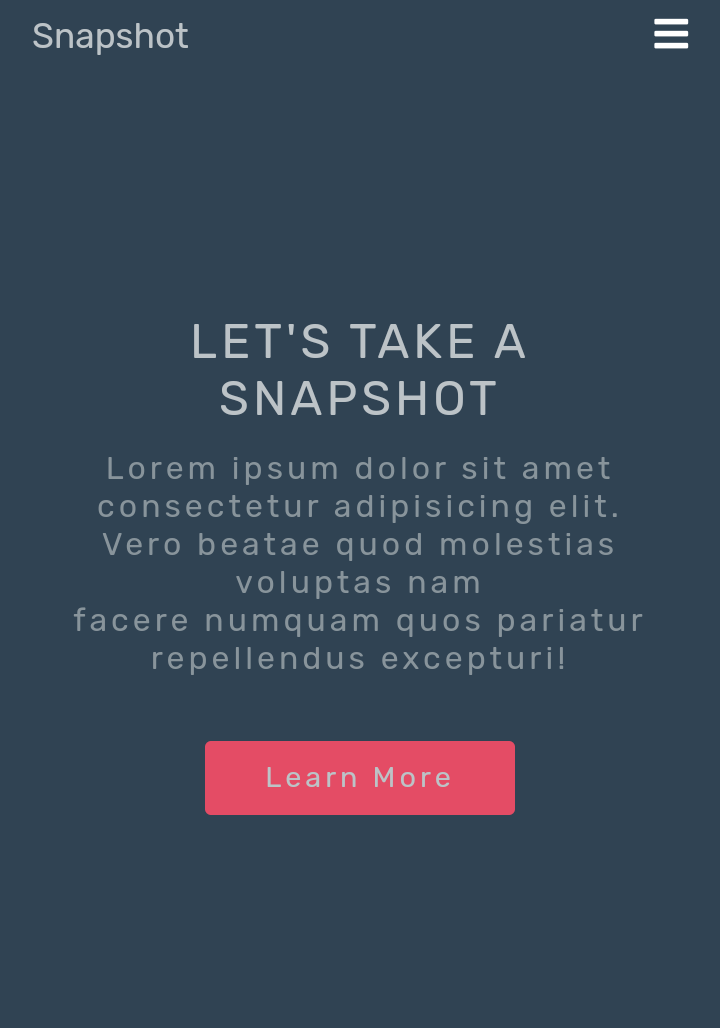 Snapshot
LET'S TAKE A
SNAPSHOT
Lorem ipsum dolor sit amet
consectetur adipisicing elit.
Vero beatae quod molestias
voluptas nam
facere numquam quos pariatur
repellendus excepturi!
Learn More